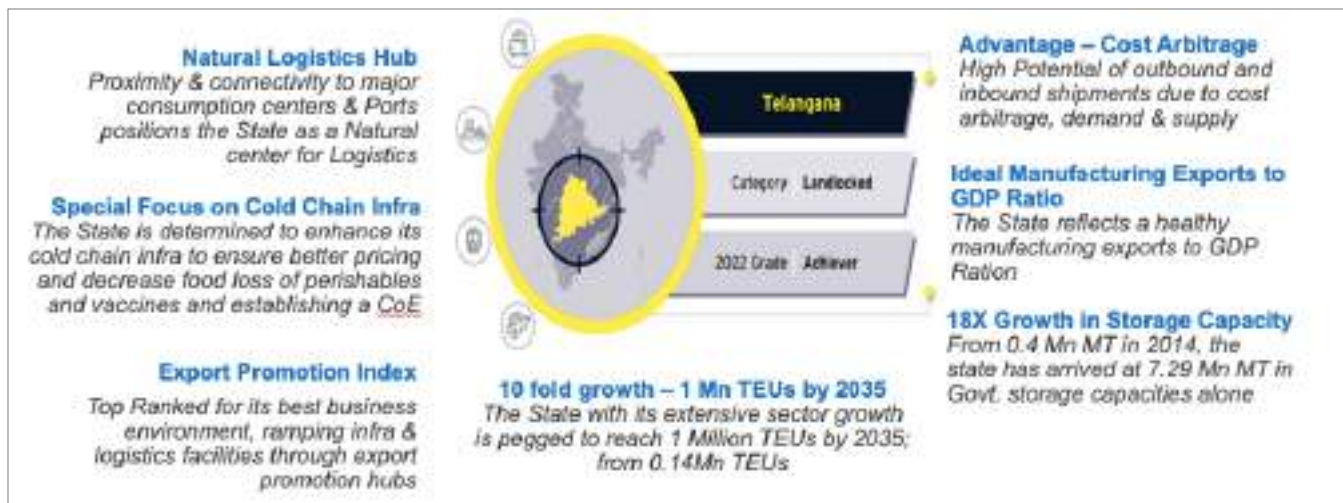 Natural Logistics Hub
Proximity & connectivity to major
consumption centers & Ports
positions the State as a Natural
center for Logistics
Special Focus on Cold Chain Infra
The State is determined to enhance its
cold chain infra to ensure better pricing
and decrease food loss of perishables
and vaccines and establishing a CoE
Export Promotion Index
Top Ranked for its best business
environment, ramping infra &
logistics facilities through export
promotion hubs
Telangana
Category Landlocked
2022 Grade Achiever
10 fold growth – 1 Mn TEUs by 2035
The State with its extensive sector growth
is pegged to reach 1 Million TEUs by 2035;
from 0.14Mn TEUs
Advantage – Cost Arbitrage
High Potential of outbound and
inbound shipments due to cost
arbitrage, demand & supply
Ideal Manufacturing Exports to
GDP Ratio
The State reflects a healthy
manufacturing exports to GDP
Ration
18X Growth in Storage Capacity
From 0.4 Mn MT in 2014, the
state has arrived at 7.29 Mn MT in
Govt. storage capacities alone